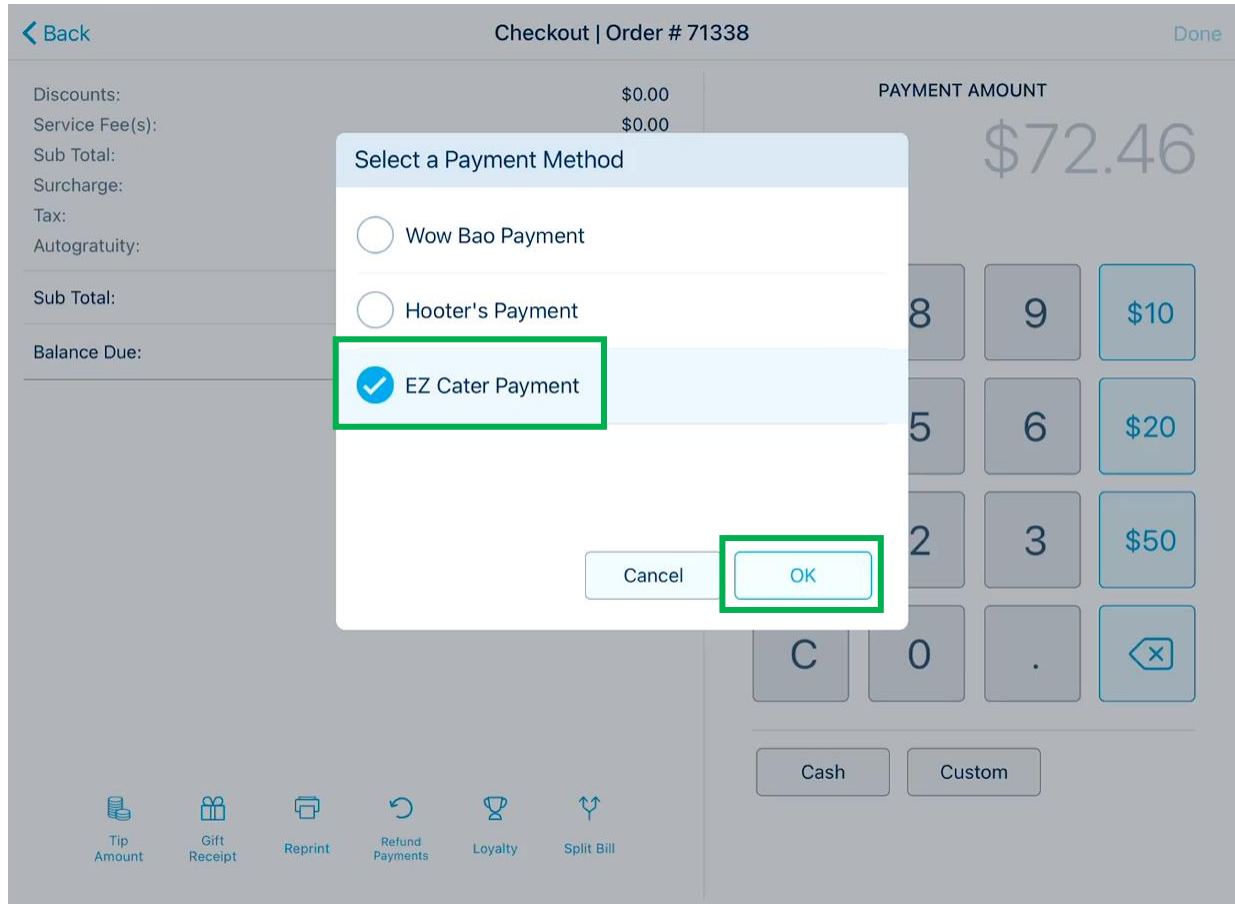 Back
Checkout | Order # 71338
Done
Discounts: $0.00
Service Fee(s): $0.00
Sub Total:
Surcharge:
Tax:
Autogratuity:
Sub Total:
Balance Due:
PAYMENT AMOUNT
$72.46
Select a Payment Method
Wow Bao Payment
Hooter's Payment
EZ Cater Payment
Cancel
OK
8 9 $10
5 6 $20
2 3 $50
C 0 .
Cash
Custom
Tip
Amount
Gift
Receipt
Reprint
Refund
Payments
Loyalty
Split Bill